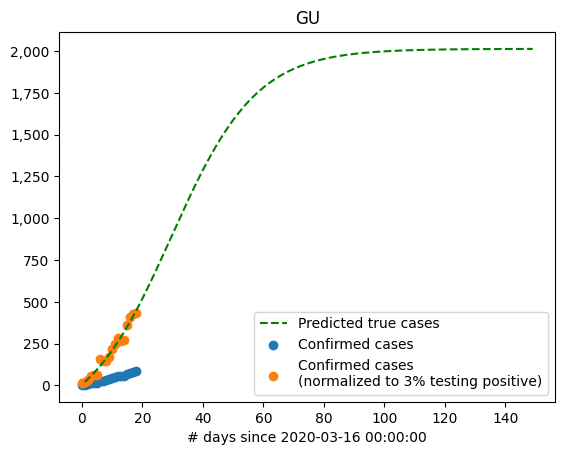 GU
2,000
1,750
1,500
1,250
1,000
750
500
250
0
Predicted true cases
Confirmed cases
Confirmed cases
(normalized to 3% testing positive)
0 20 40 60 80 100 120 140
# days since 2020-03-16 00:00:00